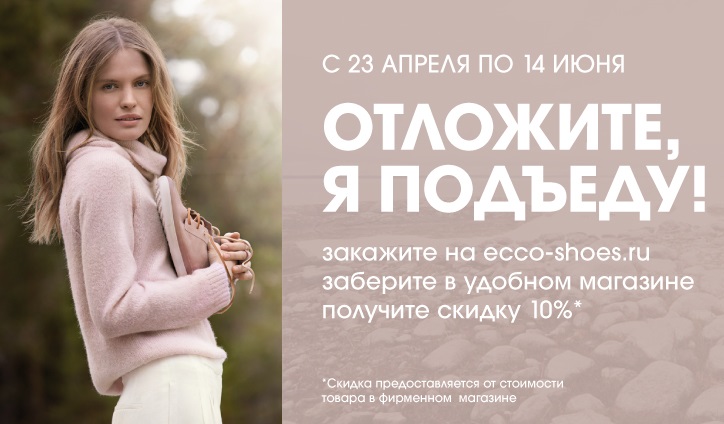 С 23 АПРЕЛЯ ПО 14 ИЮНЯ
ОТЛОЖИТЕ,
Я ПОДЪЕДУ!
закажите на ecco-shoes.ru
заберите в удобном магазине
получите скидку 10%*
*Скидка предоставляется от стоимости
товара в фирменном магазине